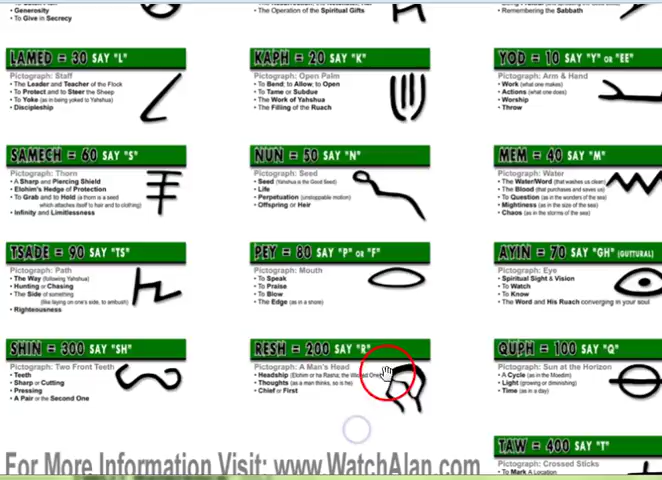 • Generosity
• To Give in Secrecy
• The Operation of the Spiritual Gifts
• Remembering the Sabbath
LAMED = 30 SAY "L"
Pictograph: Staff
• The Leader and Teacher of the Flock
• To Protect and to Steer the Sheep
• To Yoke (as in being yoked to Yahshua)
• Discipleship
KAPH = 20 SAY "K"
Pictograph: Open Palm
• To Bend; to Allow; to Open
• To Tame or Subdue
• The Work of Yahshua
• The Filling of the Ruach
YOD = 10 SAY "Y" OR "EE"
Pictograph: Arm & Hand
• Work (what one makes)
• Actions (what one does)
• Worship
• Throw
SAMECH = 60 SAY "S"
Pictograph: Thorn
• A Sharp and Piercing Shield
• Elohim's Hedge of Protection
• To Grab and to Hold (a thorn is a seed
which attaches itself to hair and to clothing)
• Infinity and Limitlessness
NUN = 50 SAY "N"
Pictograph: Seed
• Seed (Yahshua is the Good Seed)
• Life
• Perpetuation (unstoppable motion)
• Offspring or Heir
MEM = 40 SAY "M"
Pictograph: Water
• The Water/Word (that washes us clean)
• The Blood (that purchases and saves us)
• To Question (as in the wonders of the sea)
• Mightiness (as in the size of the sea)
• Chaos (as in the storms of the sea)
TSADE = 90 SAY "TS"
Pictograph: Path
• The Way (following Yahshua)
• Hunting or Chasing
• The Side of something
(like laying on one's side, to ambush)
• Righteousness
PEY = 80 SAY "P" OR "F"
Pictograph: Mouth
• To Speak
• To Praise
• To Blow
• The Edge (as in a shore)
AYIN = 70 SAY "GH" (GUTTURAL)
Pictograph: Eye
• Spiritual Sight & Vision
• To Watch
• To Know
• The Word and His Ruach converging in your soul
SHIN = 300 SAY "SH"
Pictograph: Two Front Teeth
• Teeth
• Sharp or Cutting
• Pressing
• A Pair or the Second One
RESH = 200 SAY "R"
Pictograph: A Man's Head
• Headship (Elohim or ha Rasha, the Wicked One)
• Thoughts (as a man thinks, so is he)
• Chief or First
QUPH = 100 SAY "Q"
Pictograph: Sun at the Horizon
• A Cycle (as in the Moedim)
• Light (growing or diminishing)
• Time (as in a day)
TAW = 400 SAY "T"
Pictograph: Crossed Sticks
• To Mark A Location
For More Information Visit: www.WatchAlan.com